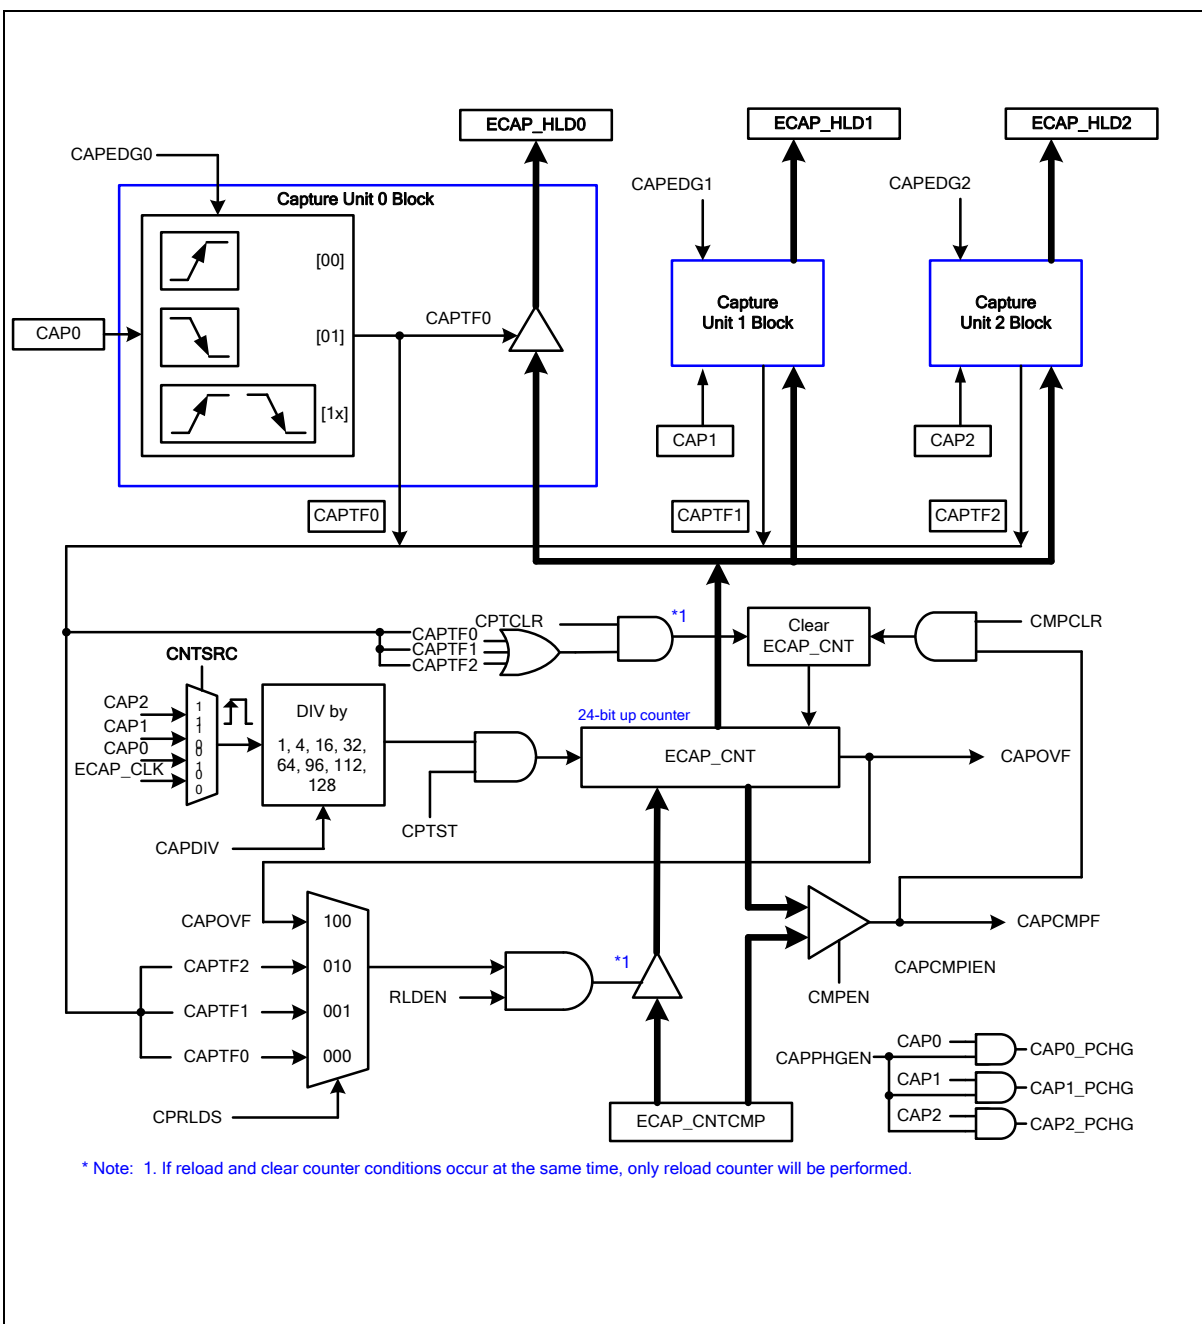 ECAP_HLD0
ECAP_HLD1
ECAP_HLD2
CAPEDG0
CAPEDG1
CAPEDG2
Capture Unit 0 Block
[00]
[01]
[1x]
CAP0
CAPTF0
Capture
Unit 1 Block
Capture
Unit 2 Block
CAP1
CAP2
CAPTF0
CAPTF1
CAPTF2
CPTCLR
*1
CAPTF0
CAPTF1
CAPTF2
Clear
ECAP_CNT
CMPCLR
CNTSRC
CAP2
CAP1
CAP0
ECAP_CLK
11
10
01
00
DIV by
1, 4, 16, 32,
64, 96, 112,
128
24-bit up counter
ECAP_CNT
CAPOVF
CPTST
CAPDIV
CAPOVF
CAPTF2
CAPTF1
CAPTF0
100
010
001
000
RLDEN
*1
CPRLDS
CAPCMPF
CAPCMPIEN
CMPEN
CAPPHGEN
CAP0
CAP1
CAP2
CAP0_PCHG
CAP1_PCHG
CAP2_PCHG
ECAP_CNTCMP
* Note: 1. If reload and clear counter conditions occur at the same time, only reload counter will be performed.